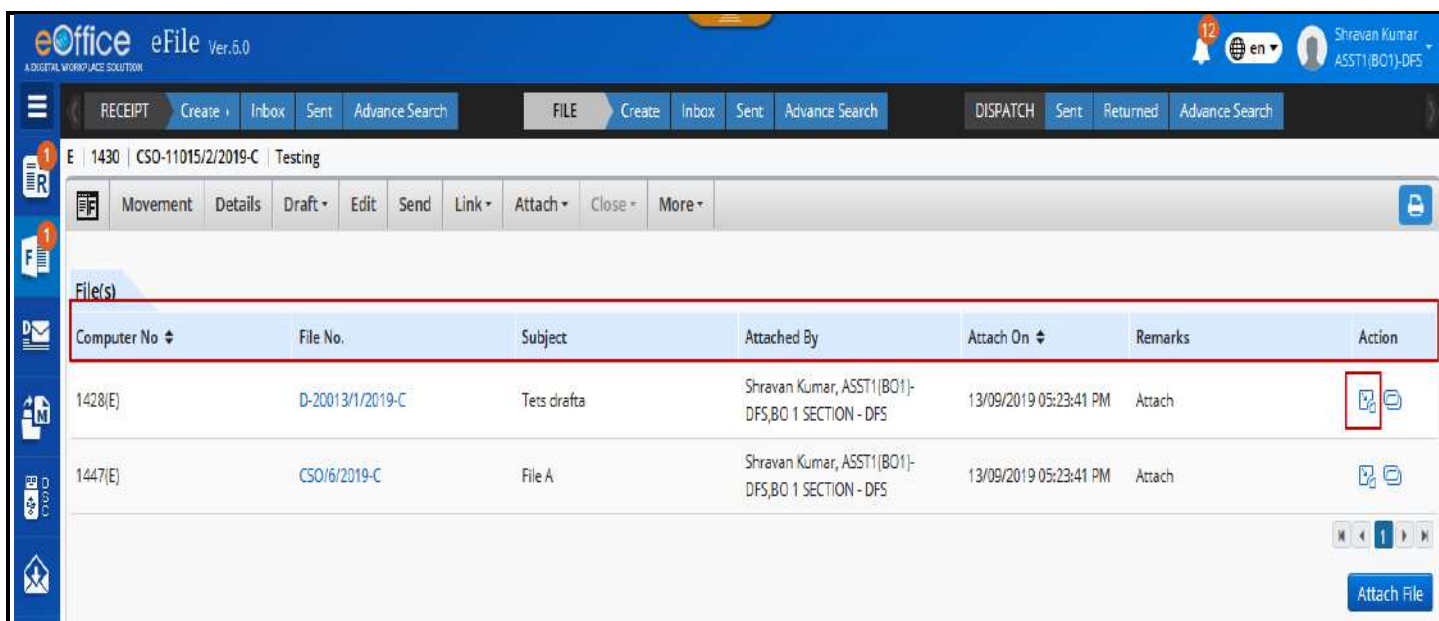 eOffice eFile Ver.6.0
A DIGITAL WORKPLACE SOLUTION
12
en
Shravan Kumar
ASST1(BO1)-DFS
RECEIPT Create Inbox Sent Advance Search FILE Create Inbox Sent Advance Search DISPATCH Sent Returned Advance Search
1
R
E | 1430 | CSO-11015/2/2019-C | Testing
F Movement Details Draft Edit Send Link Attach Close More
1
F
File(s)
D
Computer No File No. Subject Attached By Attach On Remarks Action
1428(E) D-20013/1/2019-C Tets drafta Shravan Kumar, ASST1(BO1)- 13/09/2019 05:23:41 PM Attach
DFS,BO 1 SECTION - DFS
M
1447(E) CSO/6/2019-C File A Shravan Kumar, ASST1(BO1)- 13/09/2019 05:23:41 PM Attach
DFS,BO 1 SECTION - DFS
DSC
1
Attach File